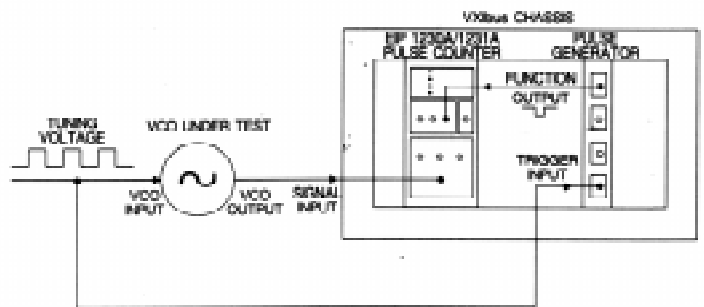 VXIbus CHASSIS
HP 1230A/1231A
PULSE COUNTER
PULSE
GENERATOR
FUNCTION
OUTPUT
TUNING
VOLTAGE
VCO UNDER TEST
TRIGGER
INPUT
VCO
INPUT
VCO
OUTPUT
SIGNAL
INPUT